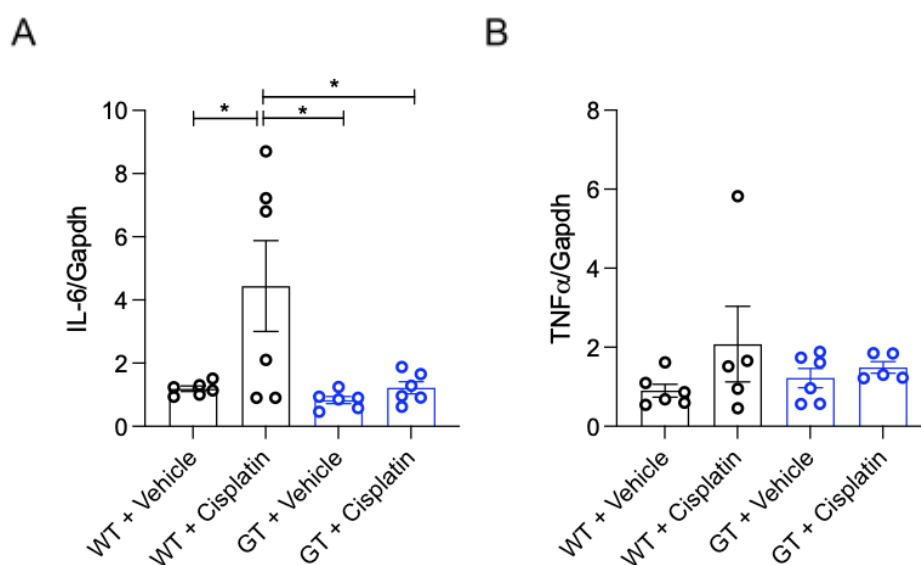 A
B
*
*
*
10
8
6
4
2
0
IL-6/Gapdh
WT + Vehicle
WT + Cisplatin
GT + Vehicle
GT + Cisplatin
8
6
4
2
0
TNFα/Gapdh
WT + Vehicle
WT + Cisplatin
GT + Vehicle
GT + Cisplatin